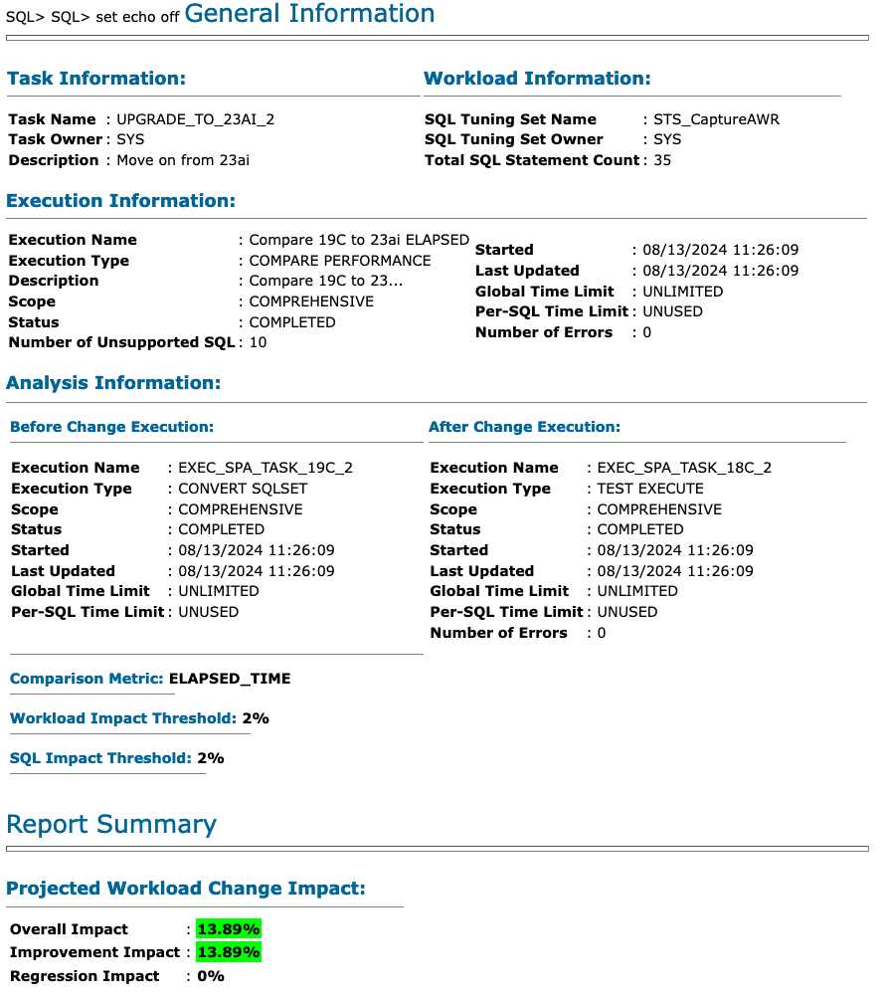 SQL> SQL> set echo off General Information
Task Information:
Task Name : UPGRADE_TO_23AI_2
Task Owner : SYS
Description : Move on from 23ai
Workload Information:
SQL Tuning Set Name : STS_CaptureAWR
SQL Tuning Set Owner : SYS
Total SQL Statement Count : 35
Execution Information:
Execution Name : Compare 19C to 23ai ELAPSED
Execution Type : COMPARE PERFORMANCE
Description : Compare 19C to 23...
Scope : COMPREHENSIVE
Status : COMPLETED
Number of Unsupported SQL : 10
Started : 08/13/2024 11:26:09
Last Updated : 08/13/2024 11:26:09
Global Time Limit : UNLIMITED
Per-SQL Time Limit : UNUSED
Number of Errors : 0
Analysis Information:
Before Change Execution:
Execution Name : EXEC_SPA_TASK_19C_2
Execution Type : CONVERT SQLSET
Scope : COMPREHENSIVE
Status : COMPLETED
Started : 08/13/2024 11:26:09
Last Updated : 08/13/2024 11:26:09
Global Time Limit : UNLIMITED
Per-SQL Time Limit : UNUSED
After Change Execution:
Execution Name : EXEC_SPA_TASK_18C_2
Execution Type : TEST EXECUTE
Scope : COMPREHENSIVE
Status : COMPLETED
Started : 08/13/2024 11:26:09
Last Updated : 08/13/2024 11:26:09
Global Time Limit : UNLIMITED
Per-SQL Time Limit : UNUSED
Number of Errors : 0
Comparison Metric: ELAPSED_TIME
Workload Impact Threshold: 2%
SQL Impact Threshold: 2%
Report Summary
Projected Workload Change Impact:
Overall Impact : 13.89%
Improvement Impact : 13.89%
Regression Impact : 0%